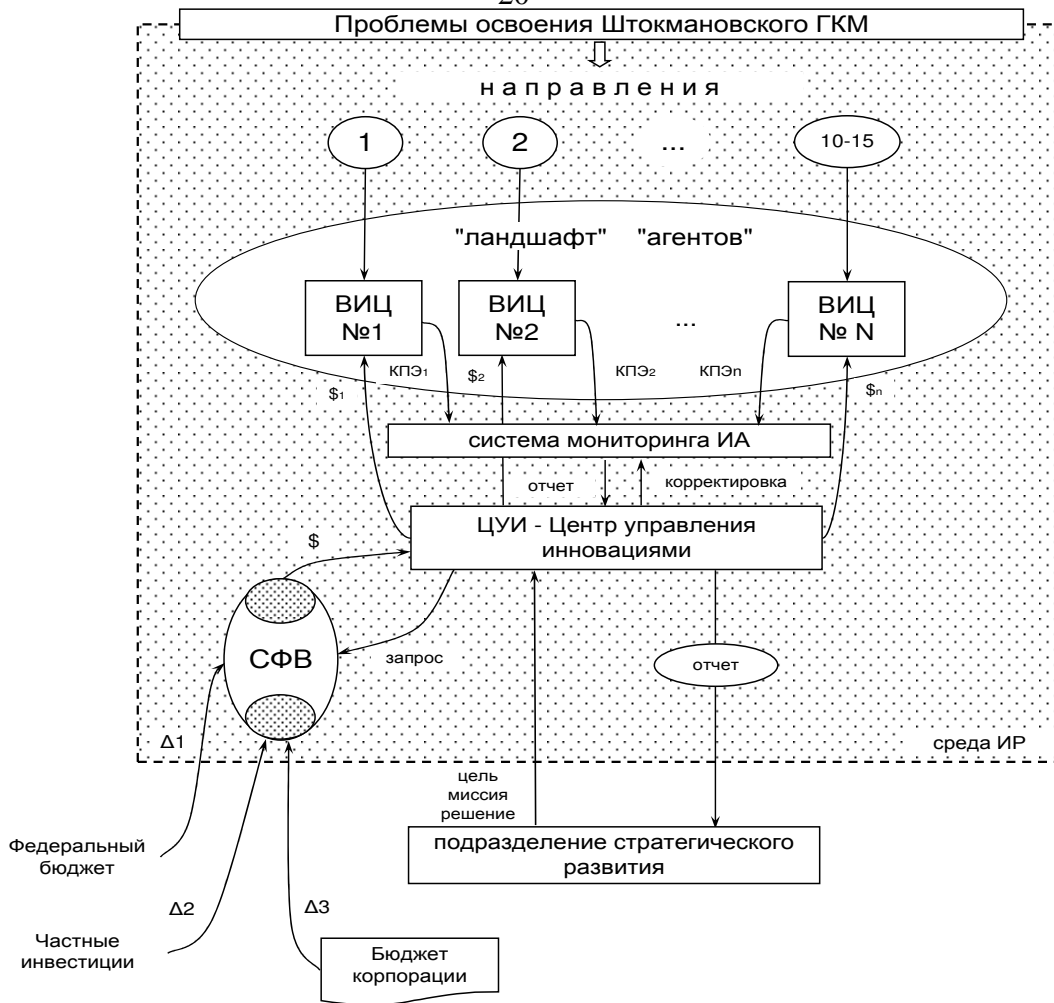 20
Проблемы освоения Штокмановского ГКМ
направления
1
2
...
10-15
"ландшафт" "агентов"
ВИЦ
№1
ВИЦ
№2
...
ВИЦ
№ N
КПЭ1
$2
КПЭ2
КПЭn
$1
$n
система мониторинга ИА
отчет
корректировка
ЦУИ - Центр управления
инновациями
$
СФВ
запрос
отчет
Δ1
среда ИР
цель
миссия
решение
подразделение стратегического
развития
Федеральный
бюджет
Δ2
Δ3
Частные
инвестиции
Бюджет
корпорации